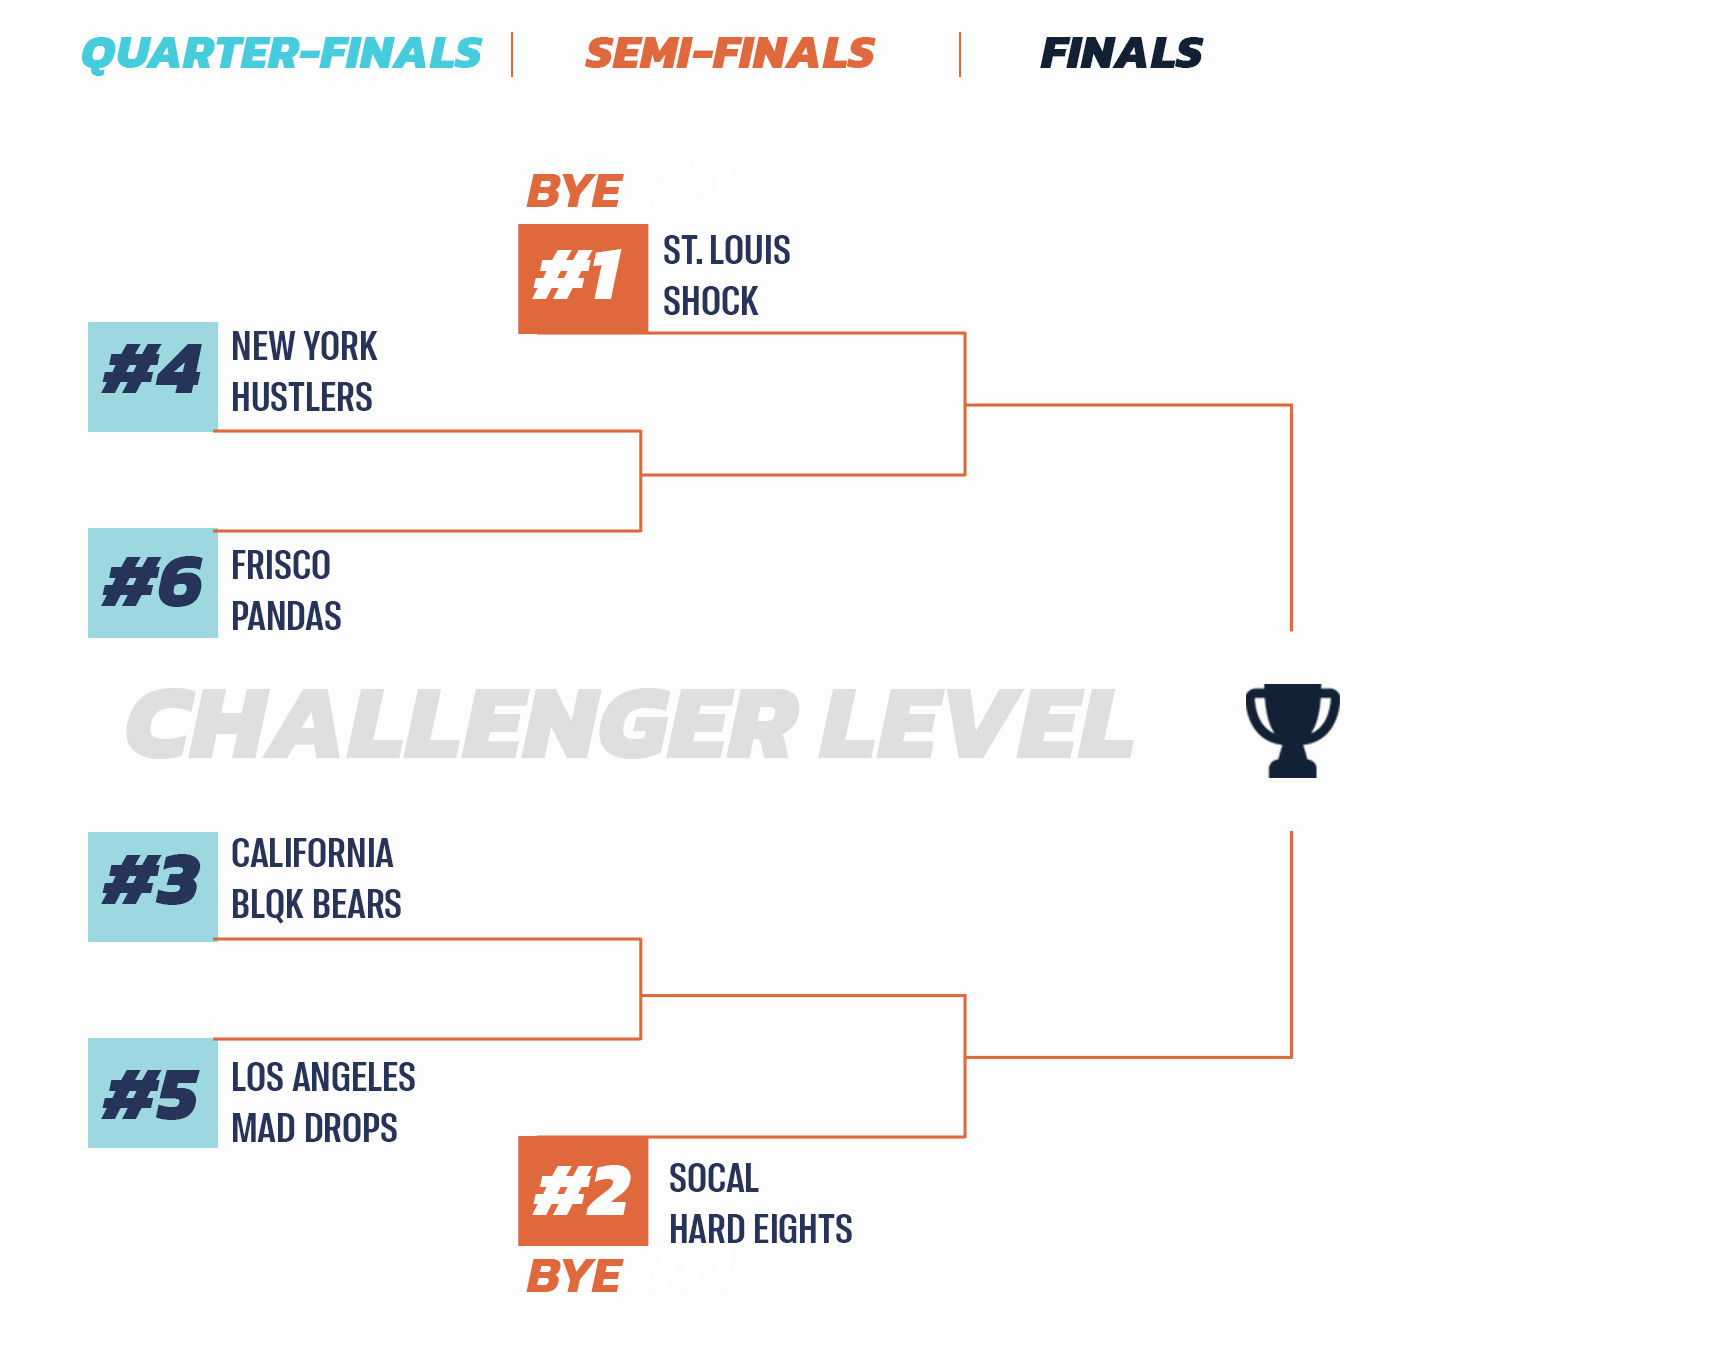 QUARTER-FINALS
SEMI-FINALS
FINALS
BYE
#1
ST. LOUIS
SHOCK
#4
NEW YORK
HUSTLERS
#6
FRISCO
PANDAS
CHALLENGER LEVEL
#3
CALIFORNIA
BLQK BEARS
#5
LOS ANGELES
MAD DROPS
#2
SOCAL
HARD EIGHTS
BYE